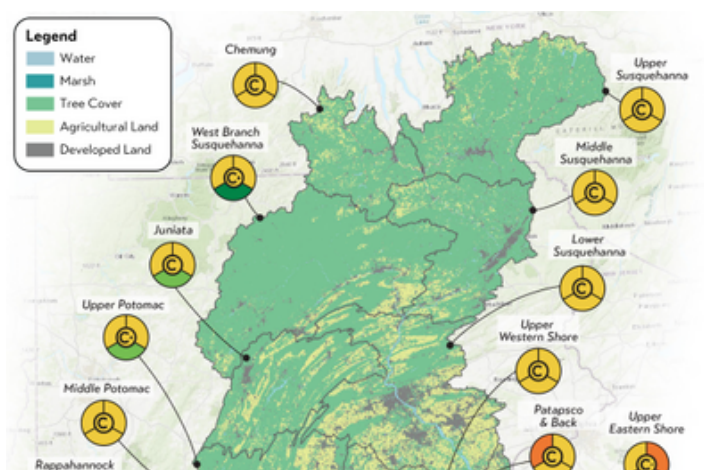 Legend
Water
Marsh
Tree Cover
Agricultural Land
Developed Land
Chemung
C
Upper
Susquehanna
C
West Branch
Susquehanna
C+
Middle
Susquehanna
C
Juniata
C
Lower
Susquehanna
C
Upper Potomac
C+
Upper
Western Shore
C
Middle Potomac
C
Patapsco
& Back
C
Upper
Eastern Shore
C
Rappahannock